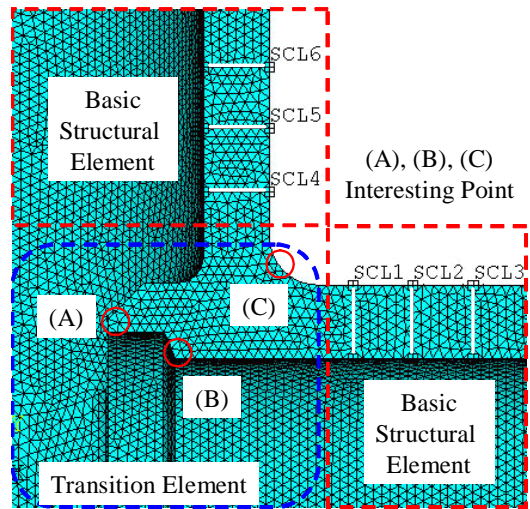 SCL6
Basic
Structural
Element
SCL5
(A), (B), (C)
Interesting Point
SCL4
SCL1 SCL2 SCL3
(A)
(C)
(B)
Basic
Structural
Element
Transition Element